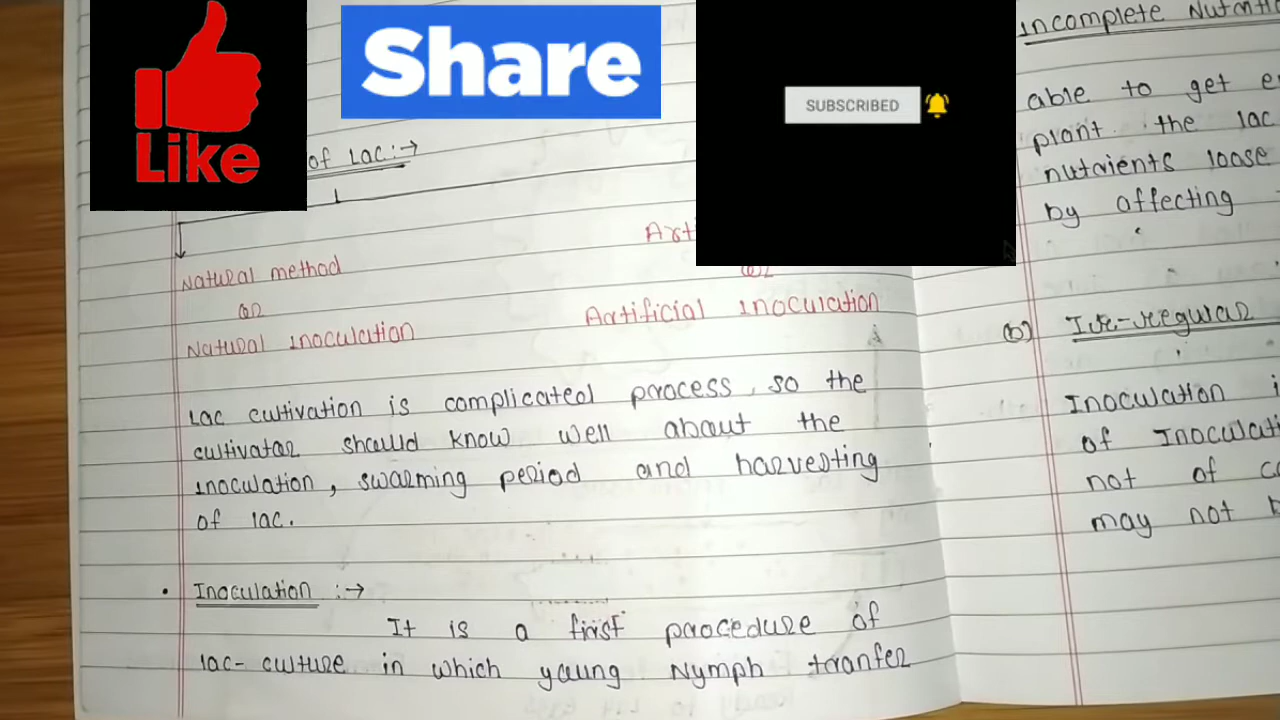 Like
Share
SUBSCRIBED
of lac:→
Natural method
OR
Natural Inoculation
OR
Artificial Inoculation
Lac cultivation is complicated process, so the
cultivator should know well about the
inoculation, swarming period and harvesting
of lac.
• Inoculation :→
It is a first procedure of
lac- culture in which young Nymph tranfer
Incomplete
able to get
plant. the lac
nutrients loose
by affecting
(b) Irr-regular
Inoculation
of
not of
may not